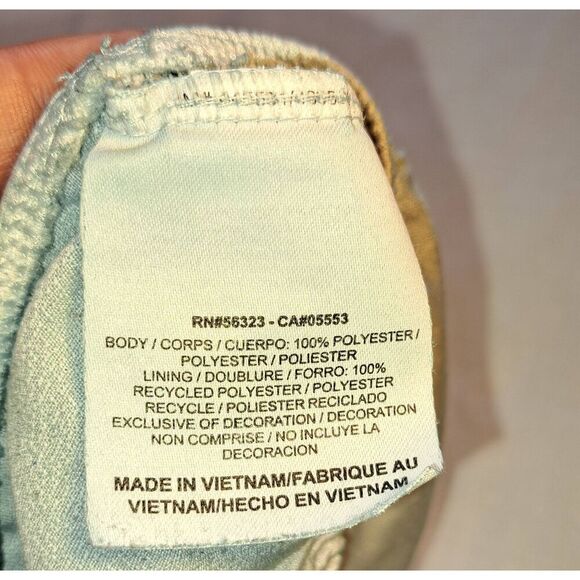 RN#56323 - CA#05553
BODY / CORPS / CUERPO: 100% POLYESTER /
POLYESTER / POLIESTER
LINING / DOUBLURE / FORRO: 100%
RECYCLED POLYESTER / POLYESTER
RECYCLE / POLIESTER RECICLADO
EXCLUSIVE OF DECORATION / DECORATION
NON COMPRISE / NO INCLUYE LA
DECORACION
MADE IN VIETNAM/FABRIQUE AU
VIETNAM/HECHO EN VIETNAM